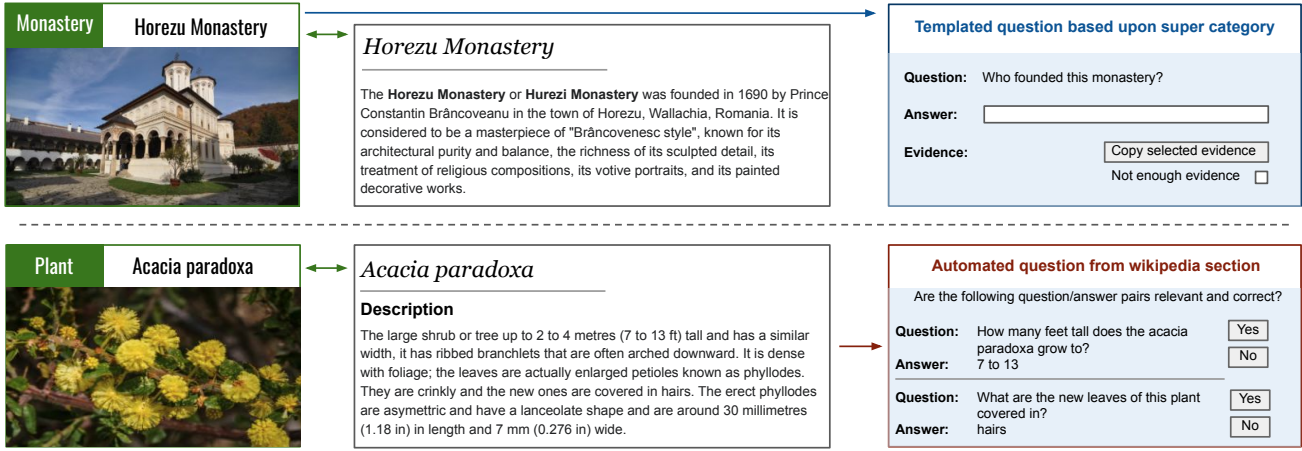 Monastery
Horezu Monastery
Horezu Monastery
The Horezu Monastery or Hurezi Monastery was founded in 1690 by Prince
Constantin Brâncoveanu in the town of Horezu, Wallachia, Romania. It is
considered to be a masterpiece of "Brâncovenesc style", known for its
architectural purity and balance, the richness of its sculpted detail, its
treatment of religious compositions, its votive portraits, and its painted
decorative works.
Templated question based upon super category
Question: Who founded this monastery?
Answer:
Evidence:
Copy selected evidence
Not enough evidence
Plant
Acacia paradoxa
Acacia paradoxa
Description
The large shrub or tree up to 2 to 4 metres (7 to 13 ft) tall and has a similar
width, it has ribbed branchlets that are often arched downward. It is dense
with foliage; the leaves are actually enlarged petioles known as phyllodes.
They are crinkly and the new ones are covered in hairs. The erect phyllodes
are asymettric and have a lanceolate shape and are around 30 millimetres
(1.18 in) in length and 7 mm (0.276 in) wide.
Automated question from wikipedia section
Are the following question/answer pairs relevant and correct?
Question: How many feet tall does the acacia
paradoxa grow to?
Answer: 7 to 13
Yes
No
Question: What are the new leaves of this plant
covered in?
Answer: hairs
Yes
No